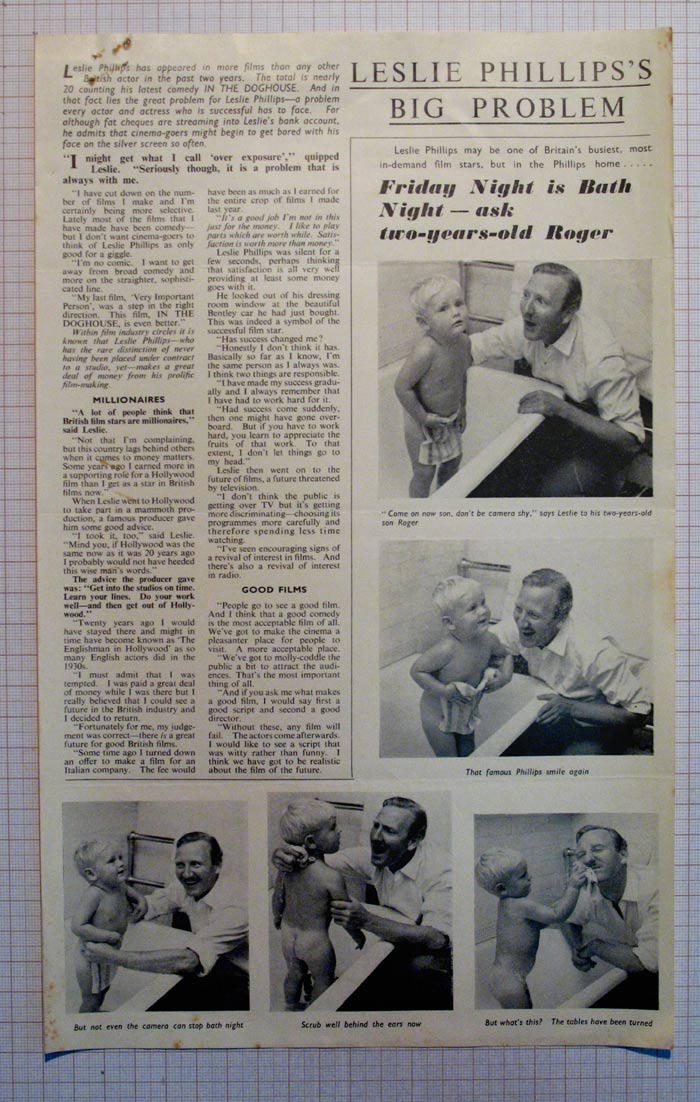 Leslie Phillips has appeared in more films than any other
British actor in the past two years. The total is nearly
20 counting his latest comedy IN THE DOGHOUSE. And in
that fact lies the great problem for Leslie Phillips—a problem
every actor and actress who is successful has to face. For
although fat cheques are streaming into Leslie's bank account,
he admits that cinema-goers might begin to get bored with his
face on the silver screen so often.
"I might get what I call 'over exposure'," quipped
Leslie. "Seriously though, it is a problem that is
always with me.
"I have cut down on the num-
ber of films I make and I'm
certainly being more selective.
Lately most of the films that I
have made have been comedy—
but I don't want cinema-goers to
think of Leslie Phillips as only
good for a giggle.
"I'm no comic. I want to get
away from broad comedy and
more on the straighter, sophisti-
cated line.
"My last film, 'Very Important
Person', was a step in the right
direction. This film, IN THE
DOGHOUSE, is even better."
Within film industry circles it is
known that Leslie Phillips—who
has the rare distinction of never
having been placed under contract
to a studio, yet—makes a great
deal of money from his prolific
film-making.
MILLIONAIRES
"A lot of people think that
British film stars are millionaires,"
said Leslie.
"Not that I'm complaining,
but this country lags behind others
when it comes to money matters.
Some years ago I earned more in
a supporting role for a Hollywood
film than I get as a star in British
films now."
When Leslie went to Hollywood
to take part in a mammoth pro-
duction, a famous producer gave
him some good advice.
"I took it, too," said Leslie.
"Mind you, if Hollywood was the
same now as it was 20 years ago
I probably would not have heeded
this wise man's words."
The advice the producer gave
was: "Get into the studios on time.
Learn your lines. Do your work
well—and then get out of Holly-
wood."
"Twenty years ago I would
have stayed there and might in
time have become known as 'The
Englishman in Hollywood' as so
many English actors did in the
1930s.
"I must admit that I was
tempted. I was paid a great deal
of money while I was there but I
really believed that I could see a
future in the British industry and
I decided to return.
"Fortunately for me, my judge-
ment was correct—there is a great
future for good British films.
"Some time ago I turned down
an offer to make a film for an
Italian company. The fee would
have been as much as I earned for
the entire crop of films I made
last year.
"It's a good job I'm not in this
just for the money. I like to play
parts which are worth while. Satis-
faction is worth more than money."
Leslie Phillips was silent for a
few seconds, perhaps thinking
that satisfaction is all very well
providing at least some money
goes with it.
He looked out of his dressing
room window at the beautiful
Bentley car he had just bought.
This was indeed a symbol of the
successful film star.
"Has success changed me?
"Honestly I don't think it has.
Basically so far as I know, I'm
the same person as I always was.
I think two things are responsible.
"I have made my success gradu-
ally and I always remember that
I have had to work hard for it.
"Had success come suddenly,
then one might have gone over-
board. But if you have to work
hard, you learn to appreciate the
fruits of that work. To that
extent, I don't let things go to
my head."
Leslie then went on to the
future of films, a future threatened
by television.
"I don't think the public is
getting over TV but it's getting
more discriminating—choosing its
programmes more carefully and
therefore spending less time
watching.
"I've seen encouraging signs of
a revival of interest in films. And
there's also a revival of interest
in radio.
GOOD FILMS
"People go to see a good film.
And I think that a good comedy
is the most acceptable film of all.
We've got to make the cinema a
pleasanter place for people to
visit. A more acceptable place.
"We've got to molly-coddle the
public a bit to attract the audi-
ences. That's the most important
thing of all.
"And if you ask me what makes
a good film, I would say first a
good script and second a good
director.
"Without these, any film will
fail. The actors come afterwards.
I would like to see a script that
was witty rather than funny. I
think we have got to be realistic
about the film of the future.
LESLIE PHILLIPS'S
BIG PROBLEM
Leslie Phillips may be one of Britain's busiest, most
in-demand film stars, but in the Phillips home .....
Friday Night is Bath
Night — ask
two-years-old Roger
"Come on now son, don't be camera shy," says Leslie to his two-years-old
son Roger
That famous Phillips smile again
But not even the camera can stop bath night
Scrub well behind the ears now
But what's this? The tables have been turned